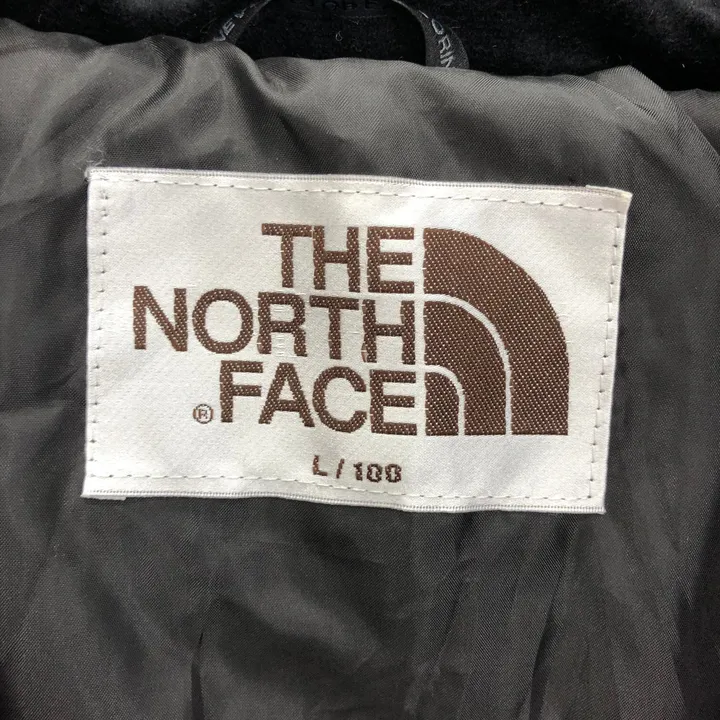 THE
NORTH
FACE
®
L / 100